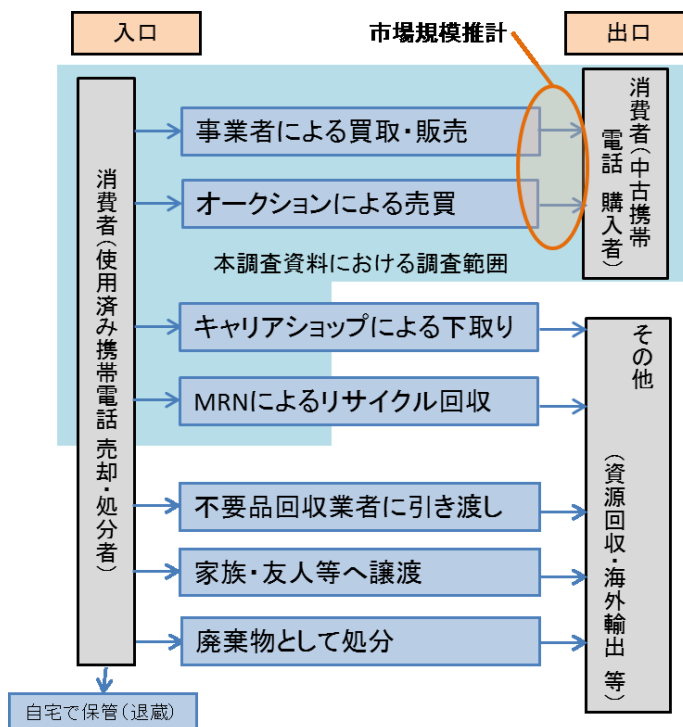 入口
市場規模推計
出口
消費者（使用済み携帯電話 売却・処分者）
事業者による買取・販売
オークションによる売買
本調査資料における調査範囲
キャリアショップによる下取り
MRNによるリサイクル回収
不要品回収業者に引き渡し
家族・友人等へ譲渡
廃棄物として処分
消費者（中古携帯
電話 購入者）
その他
（資源回収・海外輸出 等）
自宅で保管（退蔵）